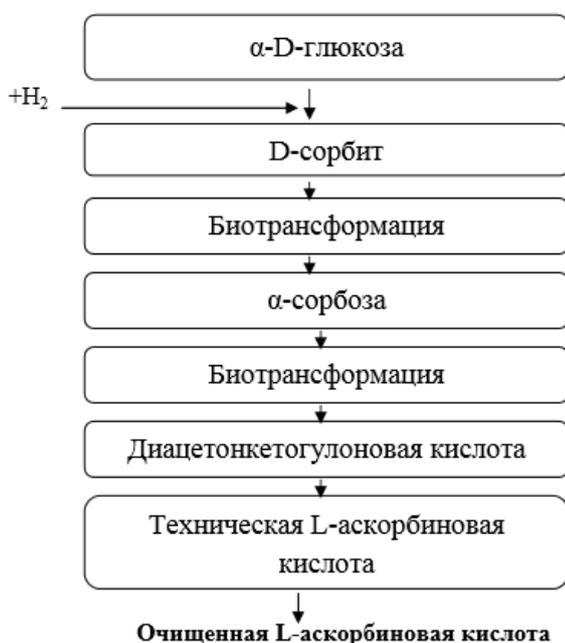 α-D-глюкоза
+H₂
D-сорбит
Биотрансформация
α-сорбоза
Биотрансформация
Диацетонкетогулоновая кислота
Техническая L-аскорбиновая
кислота
Очищенная L-аскорбиновая кислота